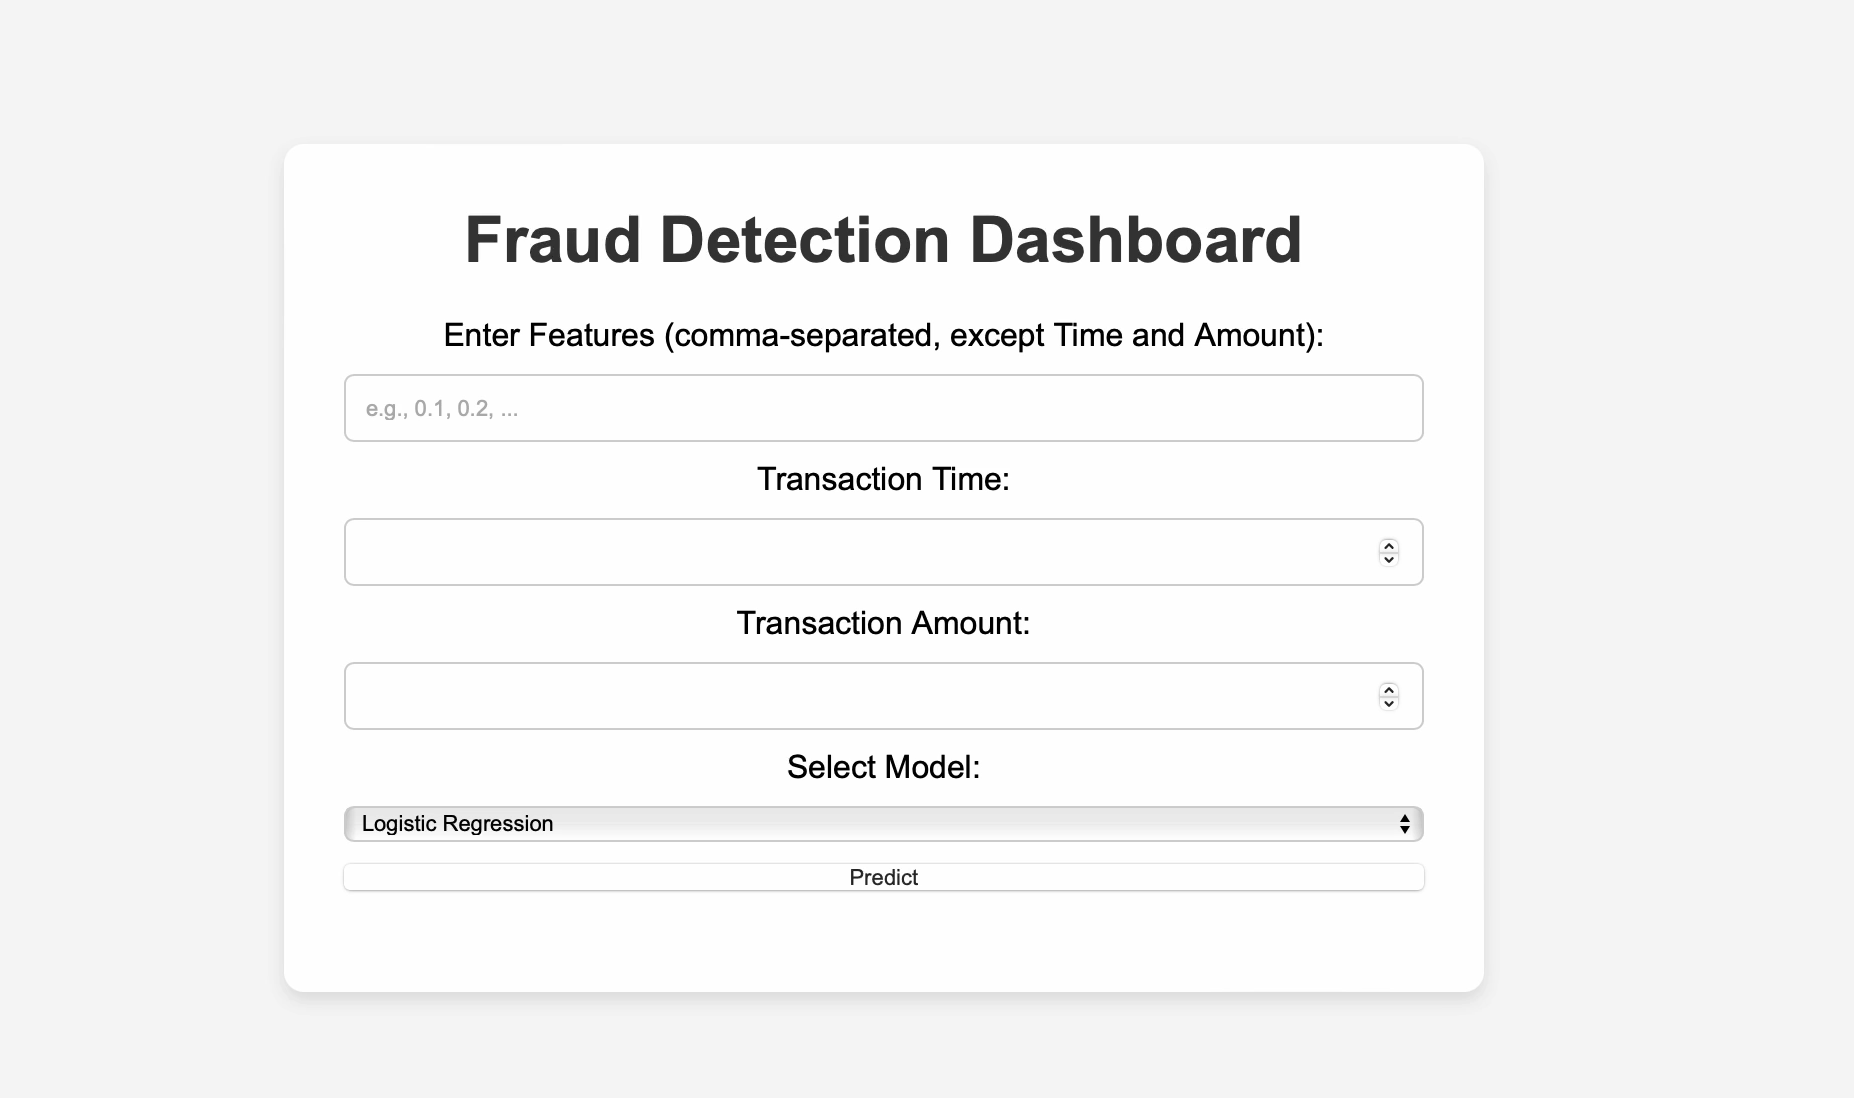 Fraud Detection Dashboard
Enter Features (comma-separated, except Time and Amount):
e.g., 0.1, 0.2, ...
Transaction Time:
Transaction Amount:
Select Model:
Logistic Regression
Predict